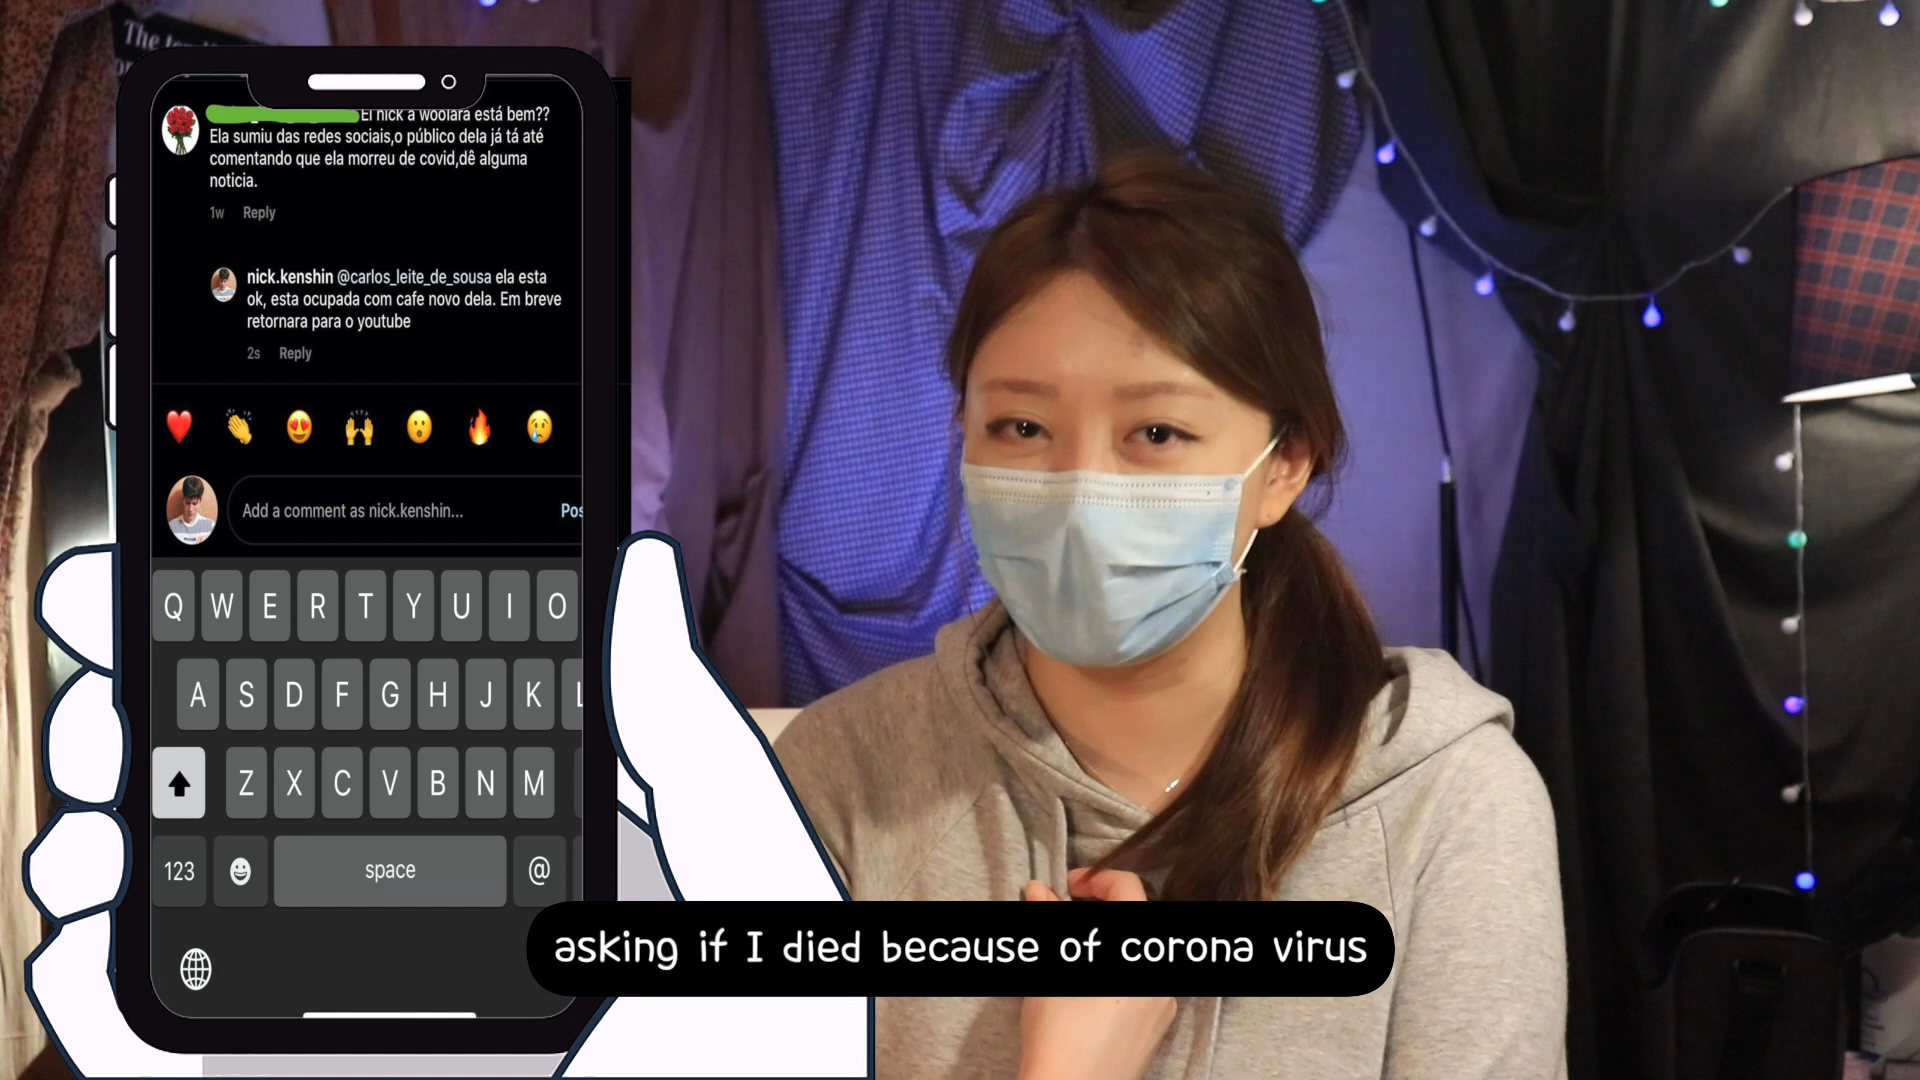 The
El nick a woolara está bem??
Ela sumiu das redes sociais,o público dela já tá até
comentando que ela morreu de covid,dê alguma
noticia.
1w Reply
nick.kenshin @carlos_leite_de_sousa ela esta
ok, esta ocupada com cafe novo dela. Em breve
retornara para o youtube
2s Reply
Add a comment as nick.kenshin...
Q W E R T Y U I O
A S D F G H J K L
Z X C V B N M
123 space @
asking if I died because of corona virus